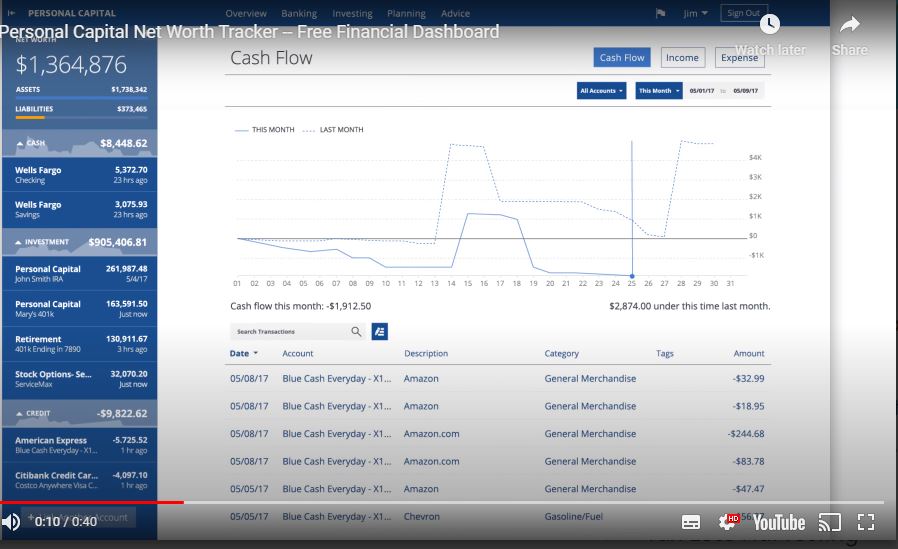 PERSONAL CAPITAL
Overview Banking Investing Planning Advice
Jim
Sign Out
Personal Capital Net Worth Tracker – Free Financial Dashboard
Watch later
Share
NET WORTH
$1,364,876
ASSETS $1,738,342
LIABILITIES $373,465
CASH $8,448.62
Wells Fargo 5,372.70
Checking 23 hrs ago
Wells Fargo 3,075.93
Savings 23 hrs ago
INVESTMENT $905,406.81
Personal Capital 261,987.48
John Smith IRA 5/4/17
Personal Capital 163,591.50
Mary's 401k Just now
Retirement 130,911.67
401k Ending in 7890 3 hrs ago
Stock Options- Se... 32,070.20
ServiceMax Just now
CREDIT -$9,822.62
American Express -5,725.52
Blue Cash Everyday - X1... 1 hr ago
Citibank Credit Car... -4,097.10
Costco Anywhere Visa C... 1 hr ago
Account
Cash Flow
Cash Flow Income Expense
All Accounts This Month 05/01/17 to 05/09/17
THIS MONTH LAST MONTH
$4K
$3K
$2K
$1K
$0
-$1K
01 02 03 04 05 06 07 08 09 10 11 12 13 14 15 16 17 18 19 20 21 22 23 24 25 26 27 28 29 30 31
Cash flow this month: -$1,912.50
$2,874.00 under this time last month.
Search Transactions
Date Account Description Category Tags Amount
05/08/17 Blue Cash Everyday - X1... Amazon General Merchandise -$32.99
05/08/17 Blue Cash Everyday - X1... Amazon General Merchandise -$18.95
05/08/17 Blue Cash Everyday - X1... Amazon.com General Merchandise -$244.68
05/08/17 Blue Cash Everyday - X1... Amazon.com General Merchandise -$83.78
05/05/17 Blue Cash Everyday - X1... Amazon General Merchandise -$47.47
05/05/17 Blue Cash Everyday - X1... Chevron Gasoline/Fuel
0:10 / 0:40
HD
YouTube